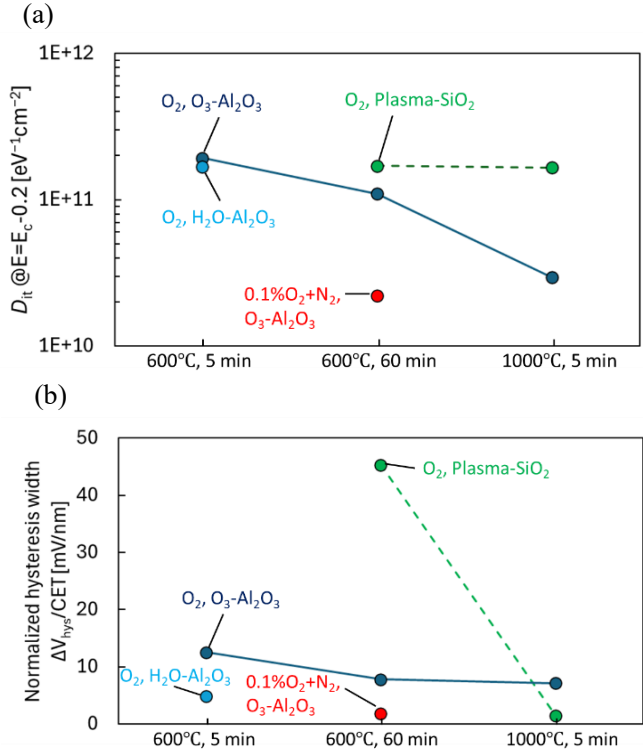 (a)
1E+12
1E+11
1E+10
D_it @E=E_c-0.2 [eV⁻¹cm⁻²]
O₂, O₃-Al₂O₃
O₂, Plasma-SiO₂
O₂, H₂O-Al₂O₃
0.1%O₂+N₂,
O₃-Al₂O₃
600℃, 5 min
600℃, 60 min
1000℃, 5 min
(b)
50
40
30
20
10
0
Normalized hysteresis width
ΔV_hys/CET [mV/nm]
O₂, Plasma-SiO₂
O₂, O₃-Al₂O₃
O₂, H₂O-Al₂O₃
0.1%O₂+N₂,
O₃-Al₂O₃
600℃, 5 min
600℃, 60 min
1000℃, 5 min